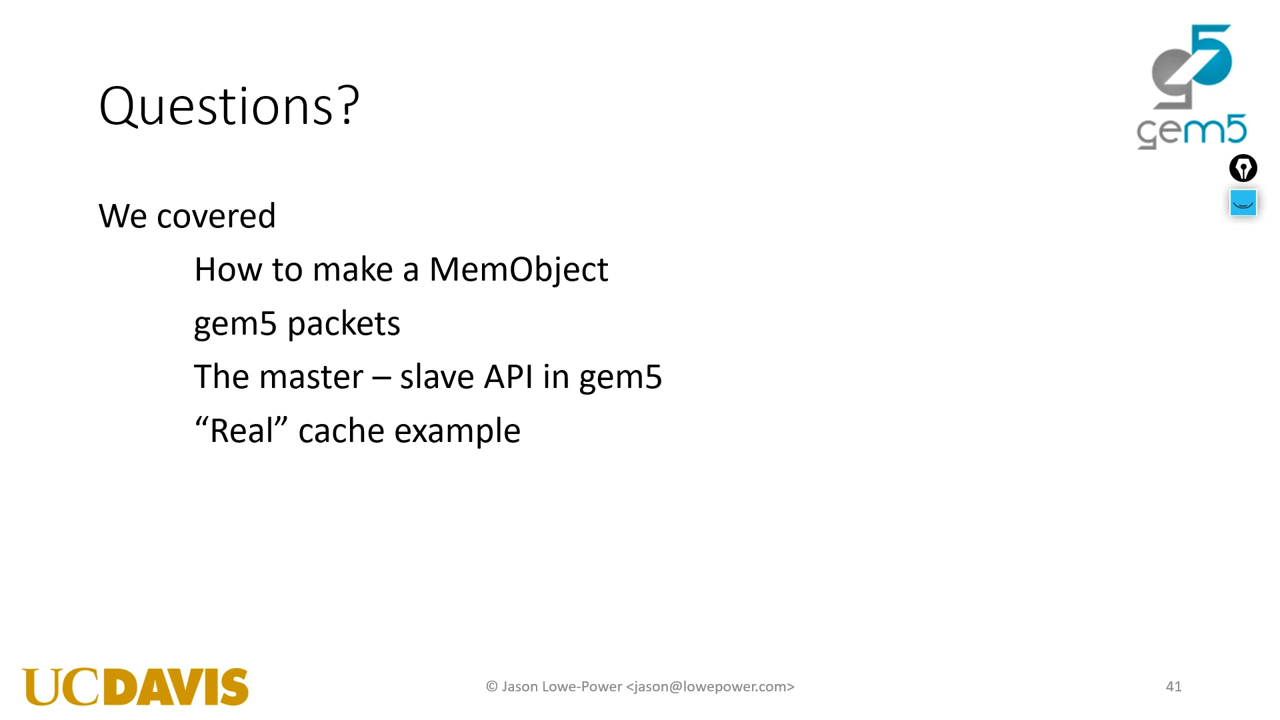 Questions?
gem5
We covered
How to make a MemObject
gem5 packets
The master – slave API in gem5
“Real” cache example
UCDAVIS
© Jason Lowe-Power <jason@lowepower.com>
41